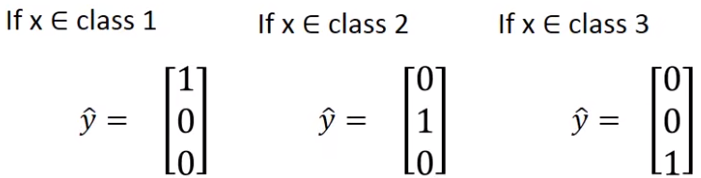 If x ∈ class 1
If x ∈ class 2
If x ∈ class 3
ŷ = [1 0 0]
ŷ = [0 1 0]
ŷ = [0 0 1]